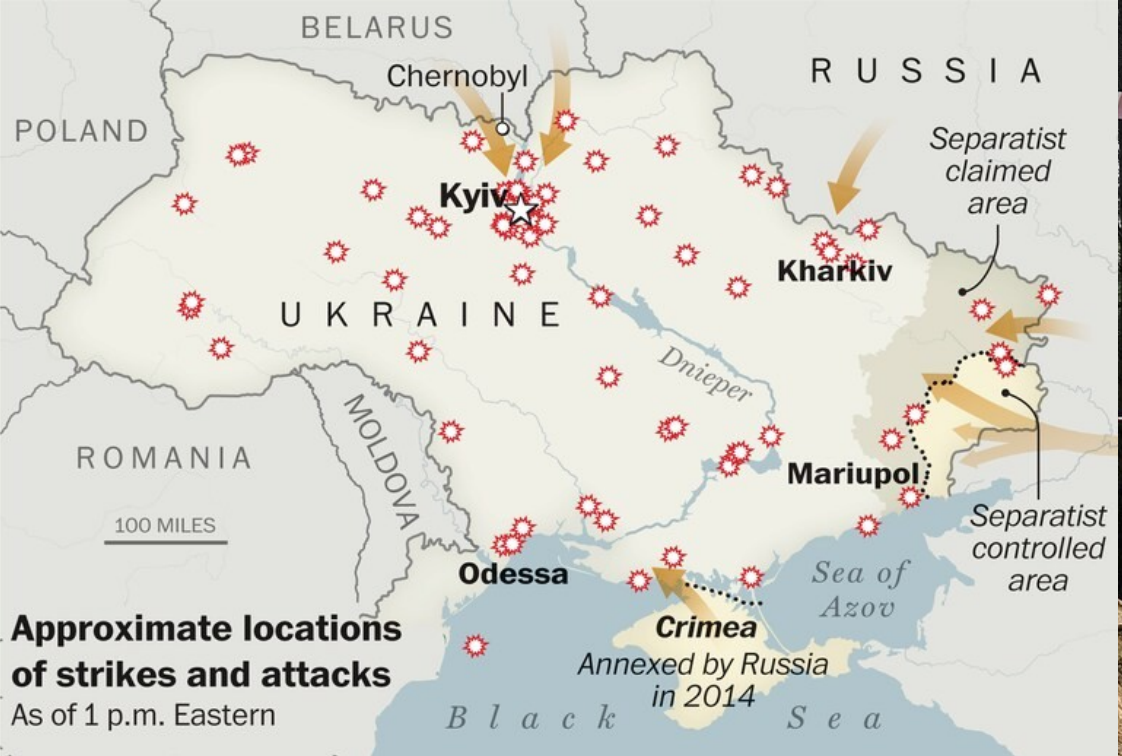 BELARUS
Chernobyl
RUSSIA
POLAND
Separatist
claimed
area
Kyiv
Kharkiv
UKRAINE
Dnieper
MOLDOVA
ROMANIA
Mariupol
100 MILES
Separatist
controlled
area
Odessa
Sea of
Azov
Crimea
Annexed by Russia
in 2014
Approximate locations
of strikes and attacks
As of 1 p.m. Eastern
Black Sea